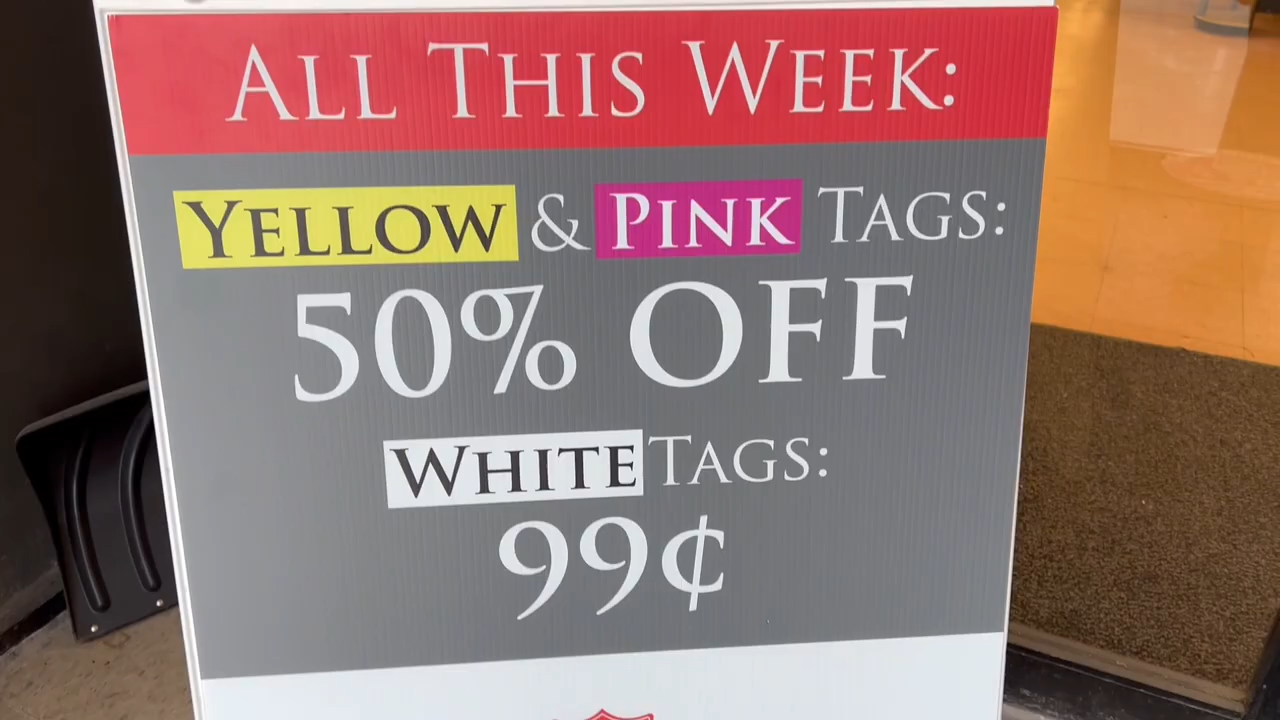 ALL THIS WEEK:
YELLOW & PINK TAGS:
50% OFF
WHITE TAGS:
99¢